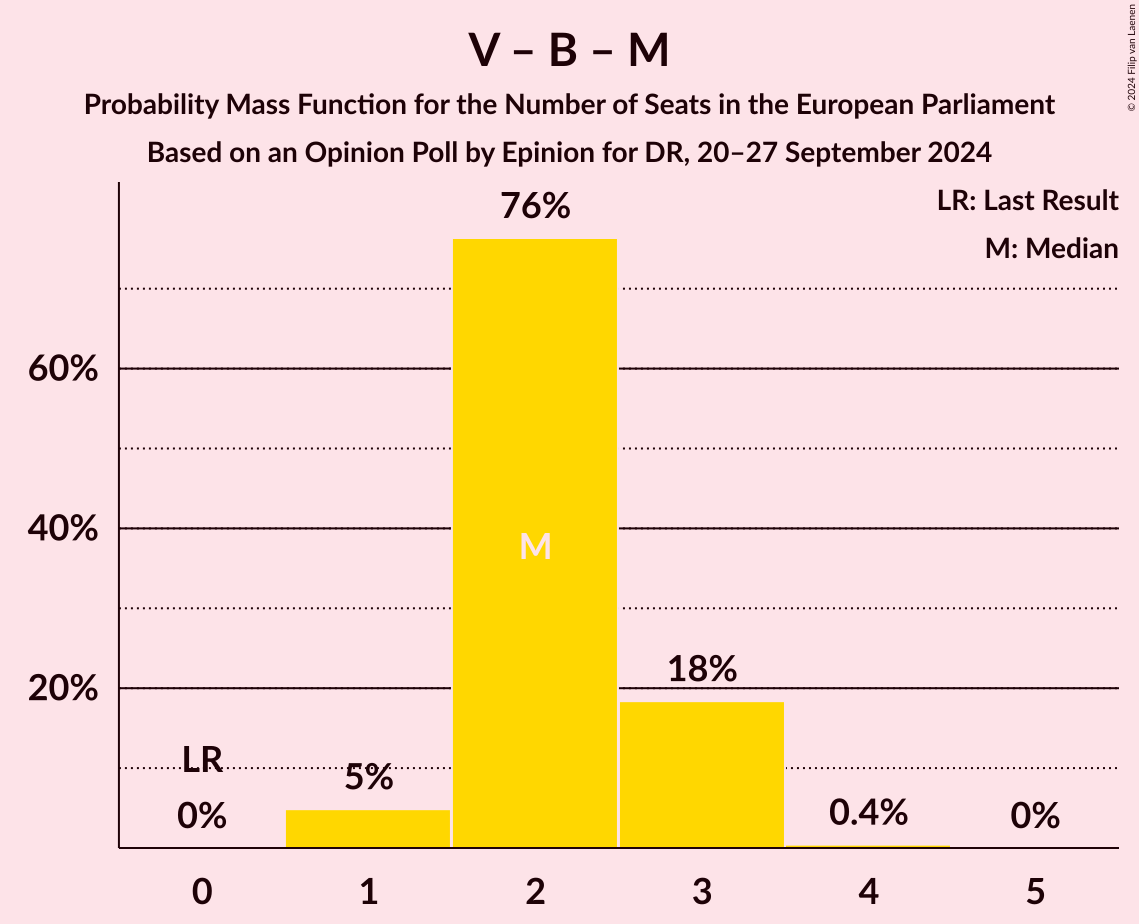 V – B – M
Probability Mass Function for the Number of Seats in the European Parliament
Based on an Opinion Poll by Epinion for DR, 20–27 September 2024
© 2024 Filip van Laenen
LR: Last Result
M: Median
76%
60%
40%
M
20%
18%
LR
5%
0%
0.4%
0%
0 1 2 3 4 5